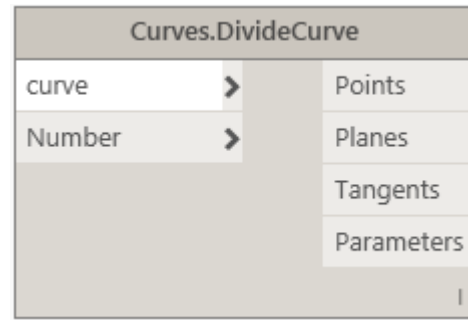 Curves.DivideCurve
curve > Points
Number > Planes
Tangents
Parameters
I